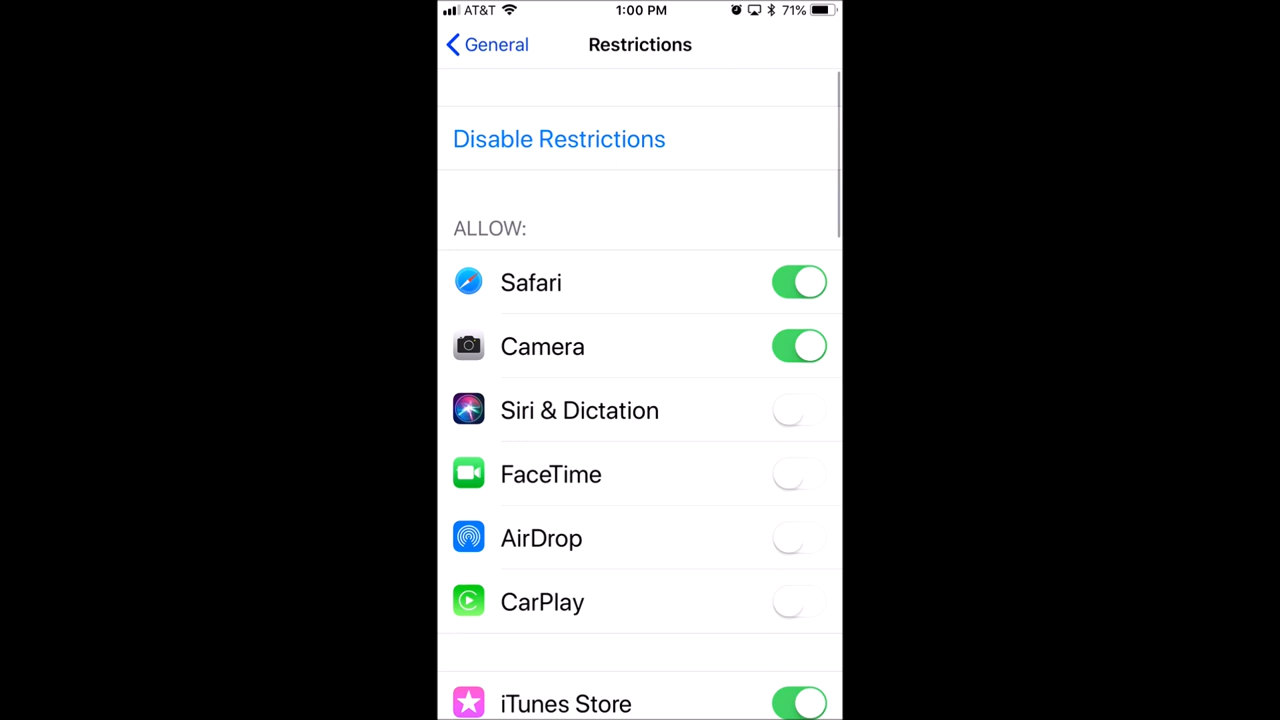 AT&T 1:00 PM 71%
General Restrictions
Disable Restrictions
ALLOW:
Safari
Camera
Siri & Dictation
FaceTime
AirDrop
CarPlay
iTunes Store